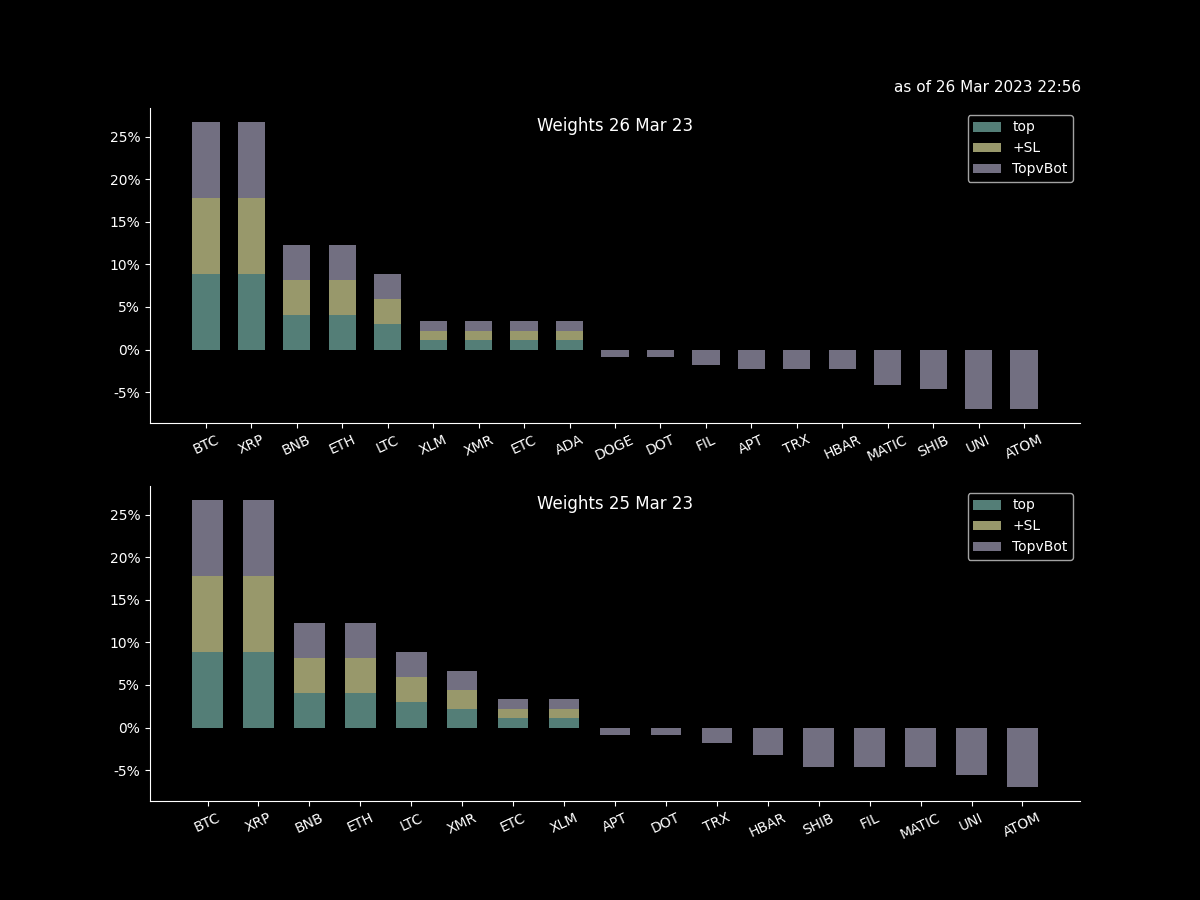 as of 26 Mar 2023 22:56
Weights 26 Mar 23
top
+SL
TopvBot
25%
20%
15%
10%
5%
0%
-5%
BTC XRP BNB ETH LTC XLM XMR ETC ADA DOGE DOT FIL APT TRX HBAR MATIC SHIB UNI ATOM
Weights 25 Mar 23
top
+SL
TopvBot
25%
20%
15%
10%
5%
0%
-5%
BTC XRP BNB ETH LTC XMR ETC XLM APT DOT TRX HBAR SHIB FIL MATIC UNI ATOM